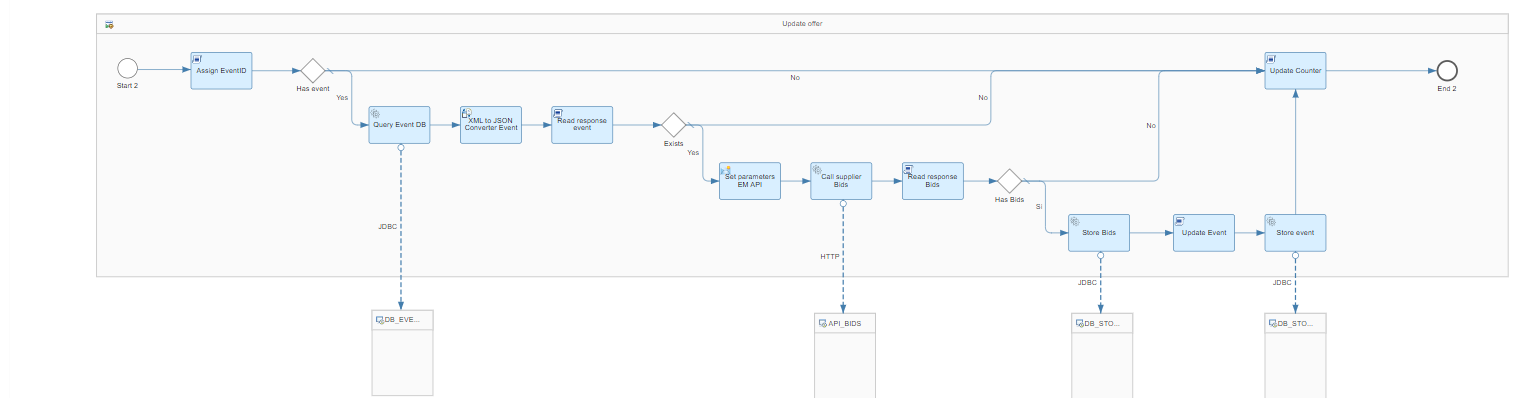 Update offer
Start 2
Assign EventID
Has event
No
Update Counter
End 2
Yes
Query Event DB
XML to JSON
Converter Event
Read response
event
Exists
No
No
Yes
Set parameters
EM API
Call supplier
Bids
Read response
Bids
Has Bids
Si
Store Bids
Update Event
Store event
JDBC
HTTP
JDBC
JDBC
DB_EVE...
API_BIDS
DB_STO...
DB_STO...